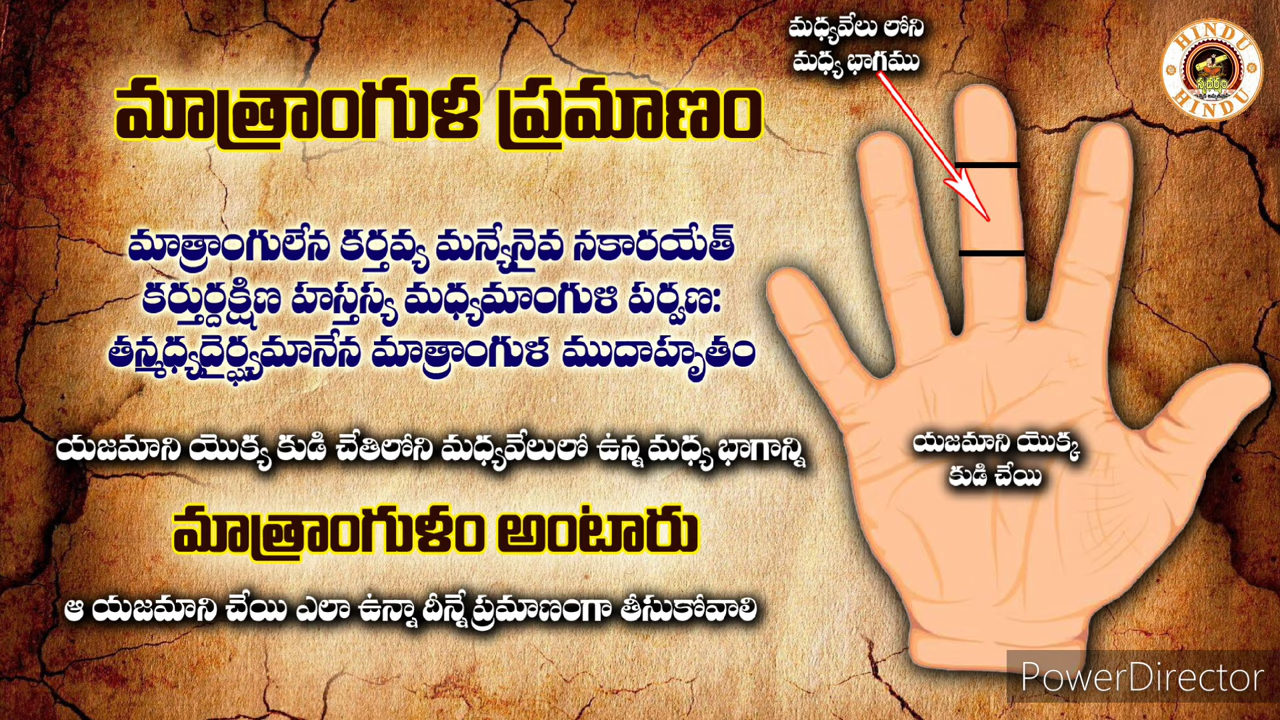 మధ్యవేలు లోని
మధ్య భాగము
HINDU
HINDU
మాత్రాంగుళ ప్రమాణం
మాత్రాంగులేన కర్తవ్య మన్యేనైవ నకారయేత్
కర్తుర్దక్షిణ హస్తస్య మధ్యమాంగుళి పర్వణః
తన్మధ్యదైర్ఘ్యమానేన మాత్రాంగుళ ముదాహృతం
యజమాని యొక్య కుడి చేతిలోని మధ్యవేలులో ఉన్న మధ్య భాగాన్ని
మాత్రాంగుళం అంటారు
ఆ యజమాని చేయి ఎలా ఉన్నా దీన్నే ప్రమాణంగా తీసుకోవాలి
యజమాని యొక్క
కుడి చేయి
PowerDirector